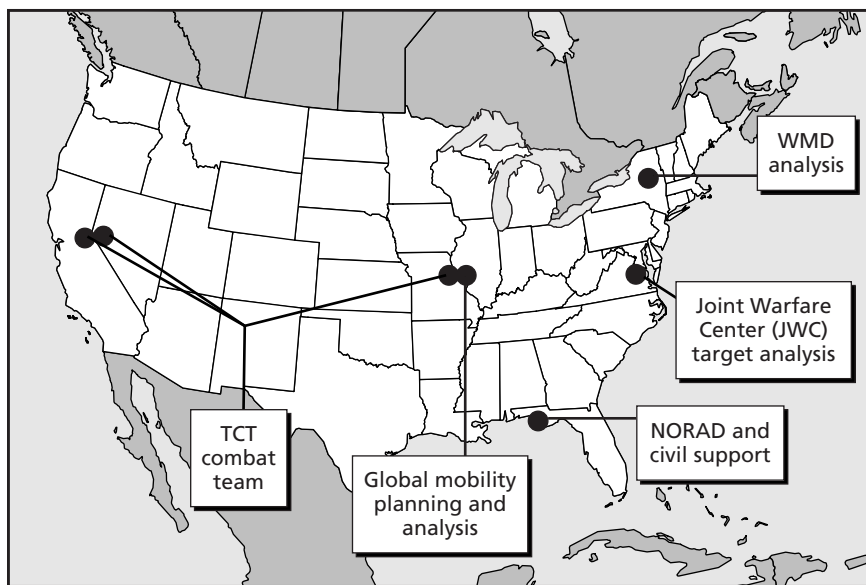 WMD
analysis
Joint Warfare
Center (JWC)
target analysis
NORAD and
civil support
TCT
combat
team
Global mobility
planning and
analysis